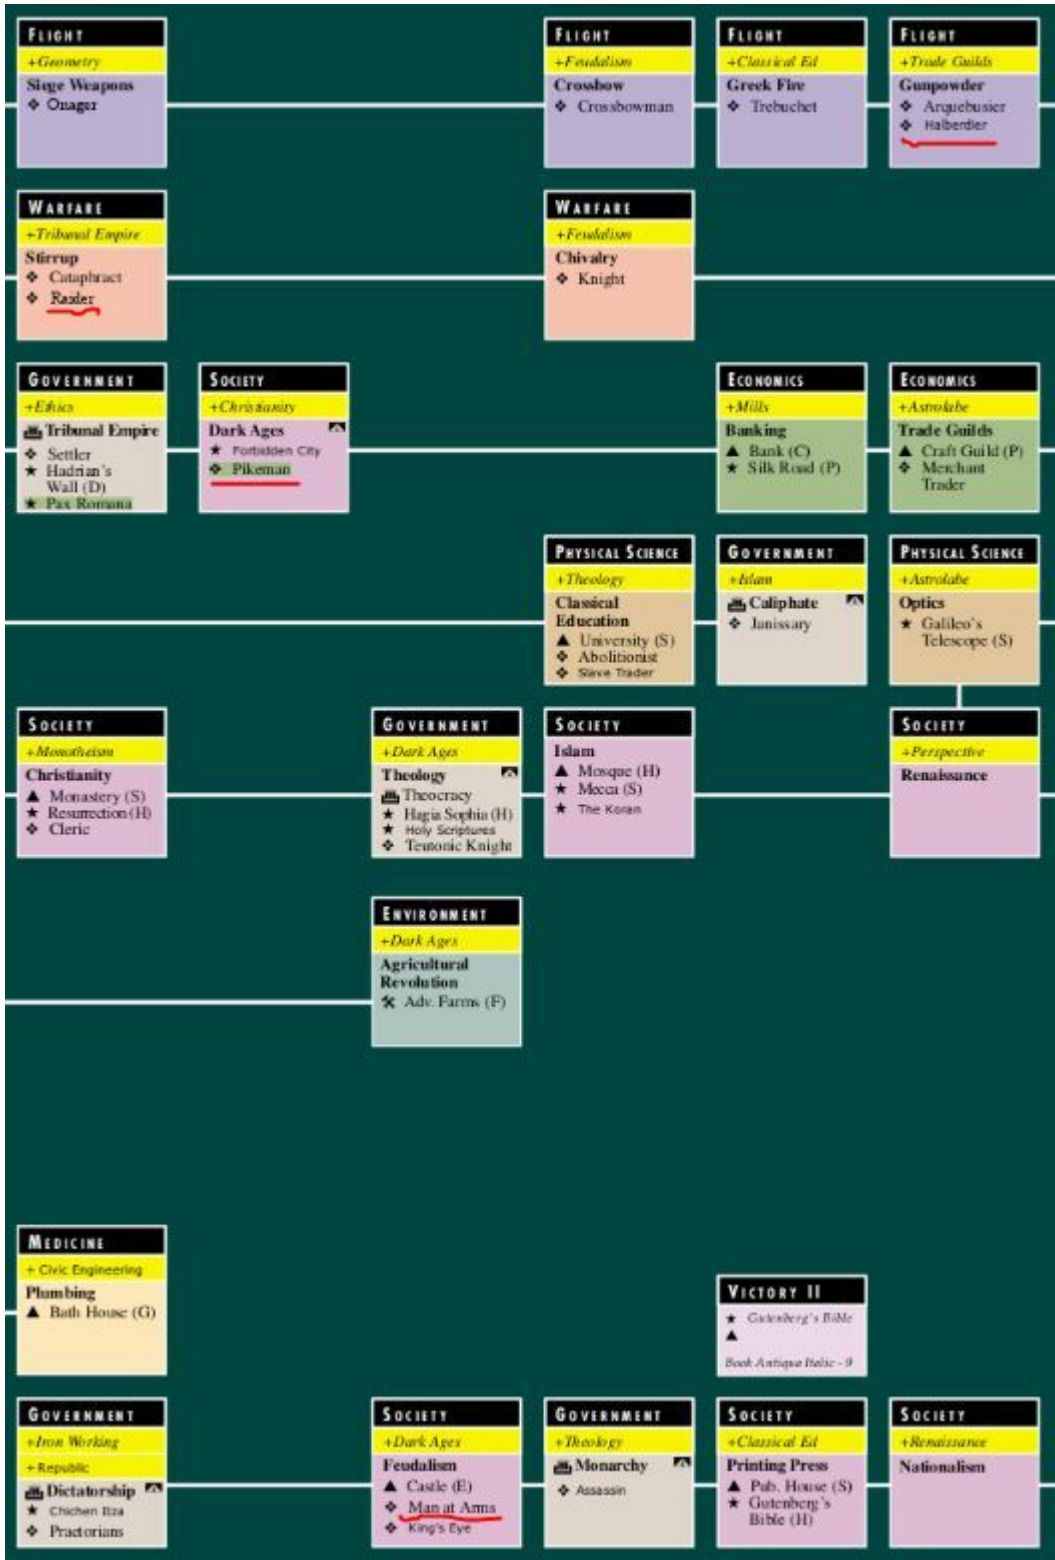 FLIGHT
+Geometry
Siege Weapons
❖ Onager
FLIGHT
+Feudalism
Crossbow
❖ Crossbowman
FLIGHT
+Classical Ed
Greek Fire
❖ Trebuchet
FLIGHT
+Trade Guilds
Gunpowder
❖ Arquebusier
❖ Halberdier
WARFARE
+Tribunal Empire
Stirrup
❖ Cataphract
❖ Raider
WARFARE
+Feudalism
Chivalry
❖ Knight
GOVERNMENT
+Ethics
Tribunal Empire
❖ Settler
★ Hadrian's
Wall (D)
★ Pax Romana
SOCIETY
+Christianity
Dark Ages
★ Forbidden City
❖ Pikeman
ECONOMICS
+Mills
Banking
▲ Bank (C)
★ Silk Road (P)
ECONOMICS
+Astrolabe
Trade Guilds
▲ Craft Guild (P)
❖ Merchant
Trader
PHYSICAL SCIENCE
+Theology
Classical
Education
▲ University (S)
❖ Abolitionist
❖ Slave Trader
GOVERNMENT
+Islam
Caliphate
❖ Janissary
PHYSICAL SCIENCE
+Astrolabe
Optics
★ Galileo's
Telescope (S)
SOCIETY
+Monotheism
Christianity
▲ Monastery (S)
★ Resurrection (H)
❖ Cleric
GOVERNMENT
+Dark Ages
Theology
Theocracy
★ Hagia Sophia (H)
★ Holy Scriptures
❖ Teutonic Knight
SOCIETY
Islam
▲ Mosque (H)
★ Mecca (S)
★ The Koran
SOCIETY
+Perspective
Renaissance
ENVIRONMENT
+Dark Ages
Agricultural
Revolution
Adv. Farms (F)
MEDICINE
+ Civic Engineering
Plumbing
▲ Bath House (G)
VICTORY II
★ Gutenberg's Bible
▲
Book Antiqua Italic - 9
GOVERNMENT
+Iron Working
+ Republic
Dictatorship
★ Chichen Itza
❖ Praetorians
SOCIETY
+Dark Ages
Feudalism
▲ Castle (E)
❖ Man at Arms
❖ King's Eye
GOVERNMENT
+Theology
Monarchy
❖ Assassin
SOCIETY
+Classical Ed
Printing Press
▲ Pub. House (S)
★ Gutenberg's
Bible (H)
SOCIETY
+Renaissance
Nationalism